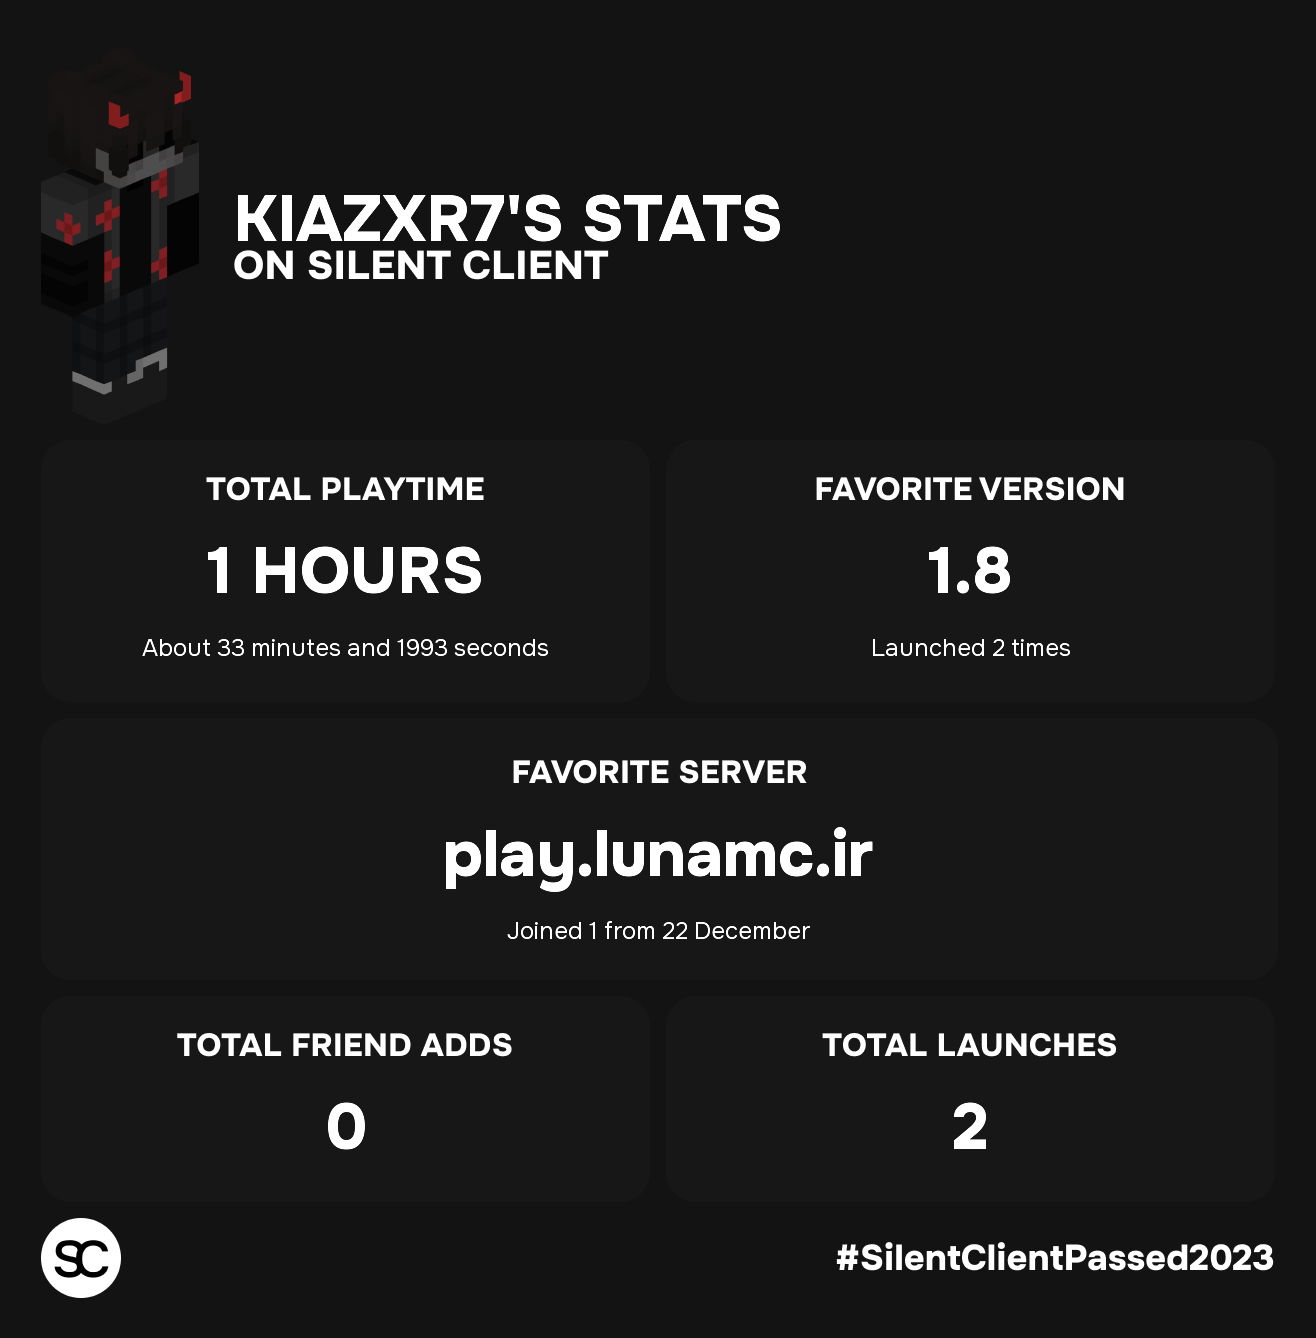 KIAZXR7'S STATS
ON SILENT CLIENT
TOTAL PLAYTIME
1 HOURS
About 33 minutes and 1993 seconds
FAVORITE VERSION
1.8
Launched 2 times
FAVORITE SERVER
play.lunamc.ir
Joined 1 from 22 December
TOTAL FRIEND ADDS
0
TOTAL LAUNCHES
2
SC
#SilentClientPassed2023